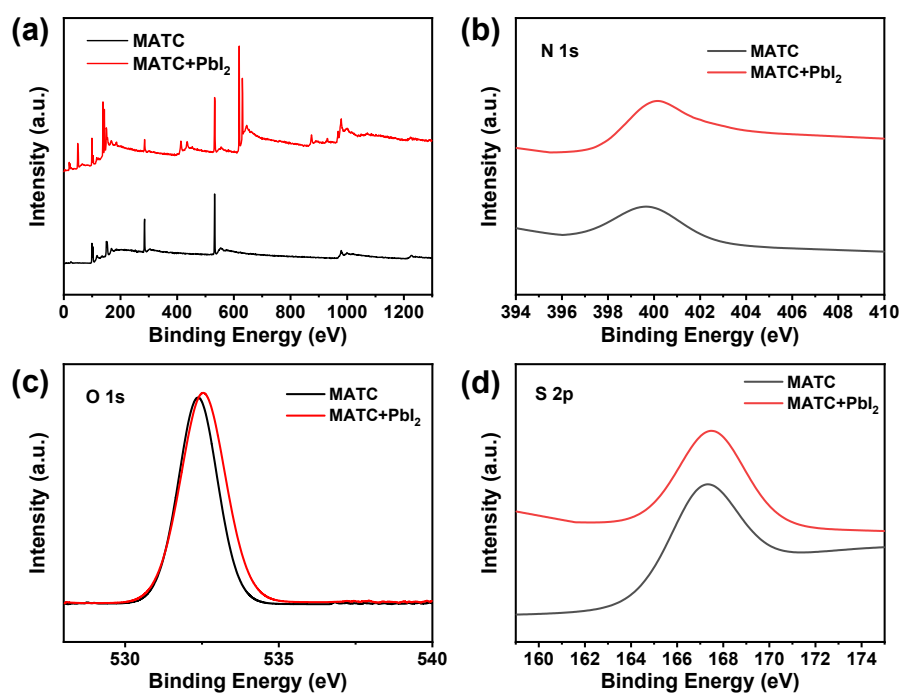 (a)
MATC
MATC+PbI₂
Intensity (a.u.)
0 200 400 600 800 1000 1200
Binding Energy (eV)
(b)
N 1s
MATC
MATC+PbI₂
Intensity (a.u.)
394 396 398 400 402 404 406 408 410
Binding Energy (eV)
(c)
O 1s
MATC
MATC+PbI₂
Intensity (a.u.)
530 535 540
Binding Energy (eV)
(d)
S 2p
MATC
MATC+PbI₂
Intensity (a.u.)
160 162 164 166 168 170 172 174
Binding Energy (eV)